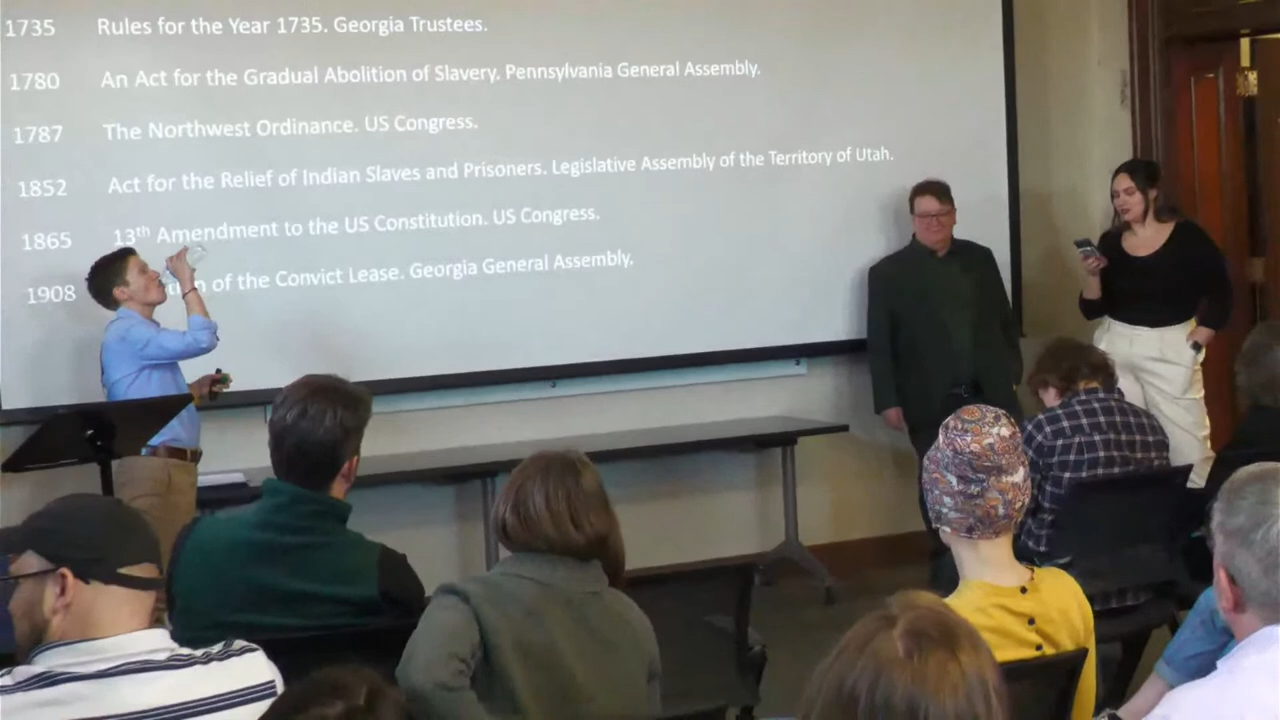 1735 Rules for the Year 1735. Georgia Trustees.
1780 An Act for the Gradual Abolition of Slavery. Pennsylvania General Assembly.
1787 The Northwest Ordinance. US Congress.
1852 Act for the Relief of Indian Slaves and Prisoners. Legislative Assembly of the Territory of Utah.
1865 13th Amendment to the US Constitution. US Congress.
1908 of the Convict Lease. Georgia General Assembly.